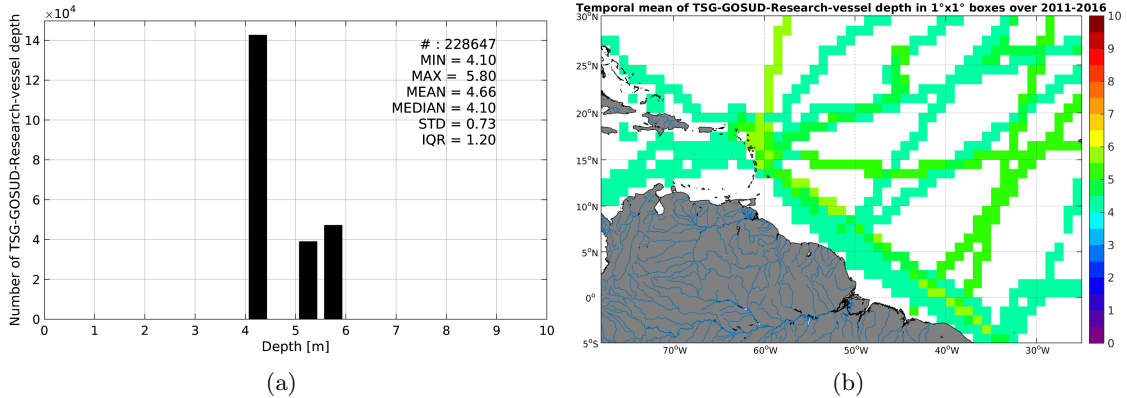 ×10⁴
Number of TSG-GOSUD-Research-vessel depth
14
12
10
8
6
4
2
0
# : 228647
MIN = 4.10
MAX = 5.80
MEAN = 4.66
MEDIAN = 4.10
STD = 0.73
IQR = 1.20
0 1 2 3 4 5 6 7 8 9 10
Depth [m]
(a)
Temporal mean of TSG-GOSUD-Research-vessel depth in 1°x1° boxes over 2011-2016
30°N
25°N
20°N
15°N
10°N
5°N
0°
5°S
70°W 60°W 50°W 40°W 30°W
10
9
8
7
6
5
4
3
2
1
0
(b)